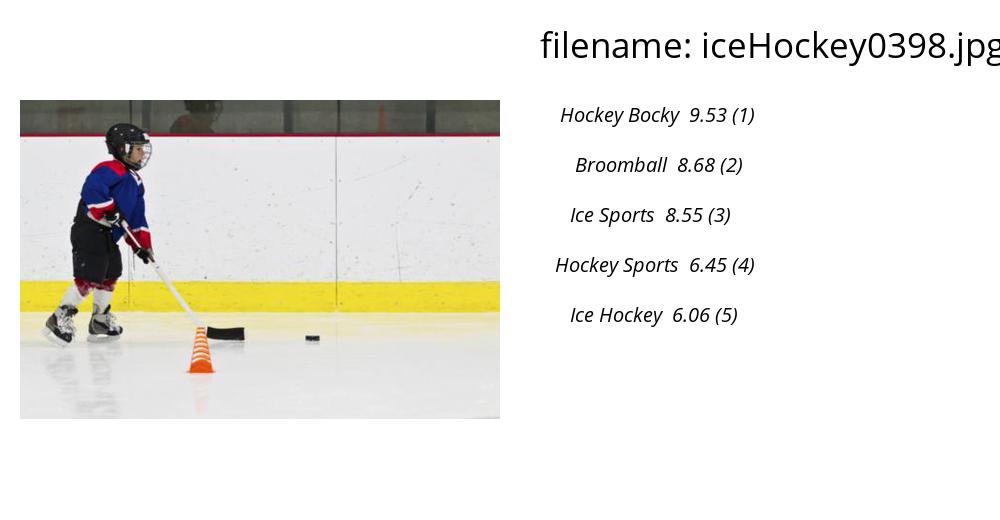 filename: iceHockey0398.jpg
Hockey Bocky 9.53 (1)
Broomball 8.68 (2)
Ice Sports 8.55 (3)
Hockey Sports 6.45 (4)
Ice Hockey 6.06 (5)